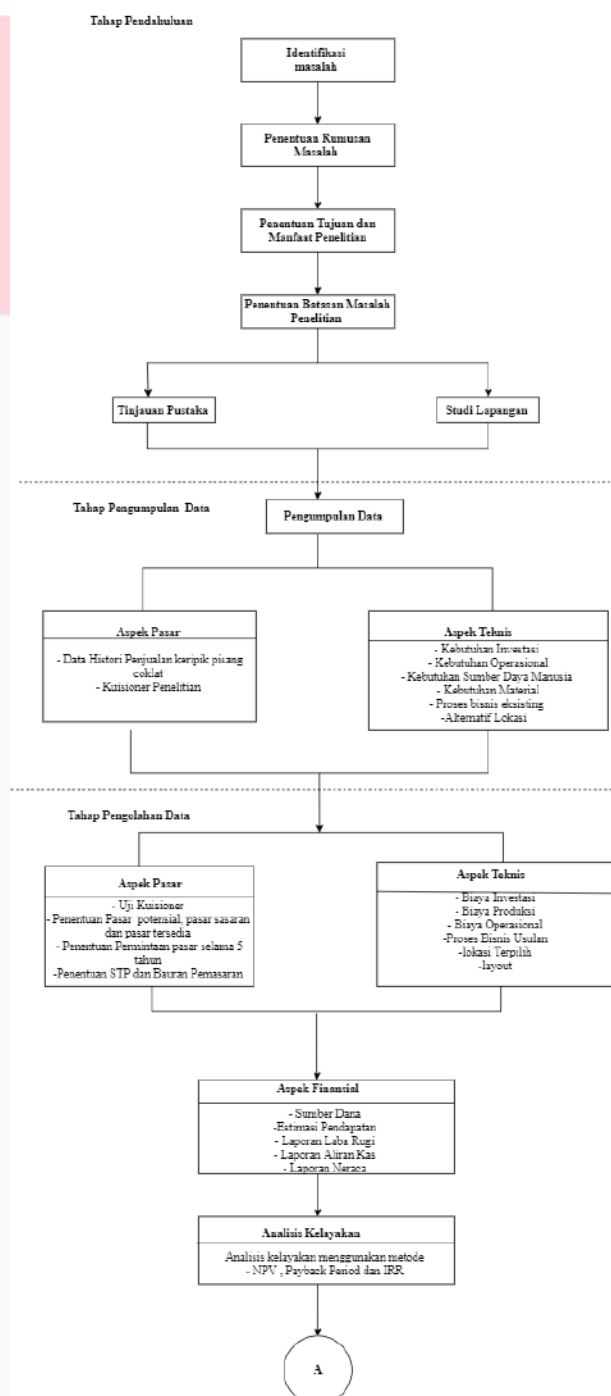 Tahap Pendahuluan
Identifikasi
masalah
Penentuan Rumusan
Masalah
Penentuan Tujuan dan
Manfaat Penelitian
Penentuan Batasan Masalah
Penelitian
Tinjauan Pustaka
Studi Lapangan
Tahap Pengumpulan Data
Pengumpulan Data
Aspek Pasar
- Data Histori Penjualan keripik pisang
coklat
- Kuisioner Penelitian
Aspek Teknis
- Kebutuhan Investasi
- Kebutuhan Operasional
- Kebutuhan Sumber Daya Manusia
- Kebutuhan Material
- Proses bisnis eksisting
-Alternatif Lokasi
Tahap Pengolahan Data
Aspek Pasar
- Uji Kuisioner
- Penentuan Pasar potensial, pasar sasaran
dan pasar tersedia
- Penentuan Permintaan pasar selama 5
tahun
-Penentuan STP dan Bauran Pemasaran
Aspek Teknis
- Biaya Investasi
- Biaya Produksi
- Biaya Operasional
-Proses Bisnis Usulan
-lokasi Terpilih
-layout
Aspek Finansial
- Sumber Dana
-Estimasi Pendapatan
- Laporan Laba Rugi
- Laporan Aliran Kas
- Laporan Neraca
Analisis Kelayakan
Analisis kelayakan menggunakan metode
- NPV , Payback Period dan IRR
A